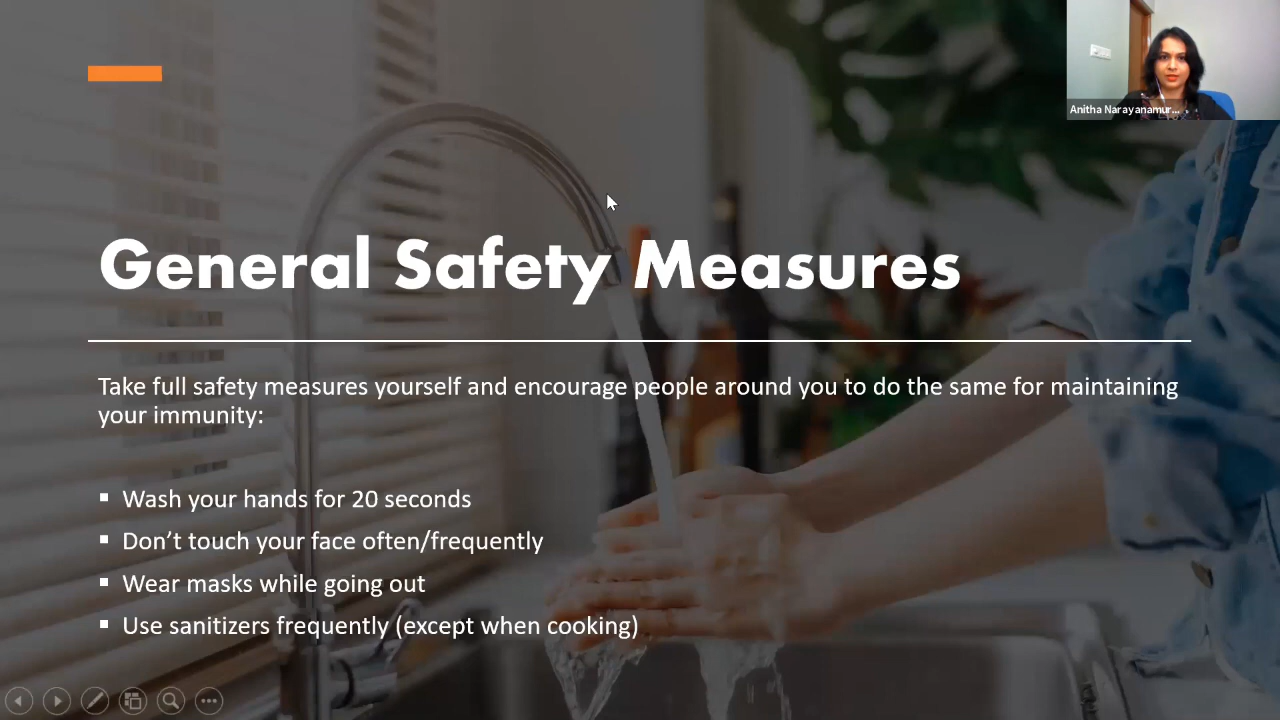 Anitha Narayanamur...
General Safety Measures
Take full safety measures yourself and encourage people around you to do the same for maintaining
your immunity:
▪ Wash your hands for 20 seconds
▪ Don’t touch your face often/frequently
▪ Wear masks while going out
▪ Use sanitizers frequently (except when cooking)